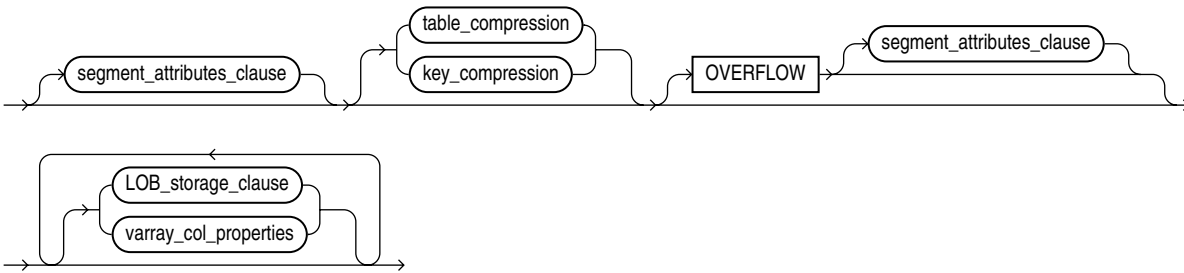 table_compression
segment_attributes_clause
segment_attributes_clause
key_compression
OVERFLOW
LOB_storage_clause
varray_col_properties